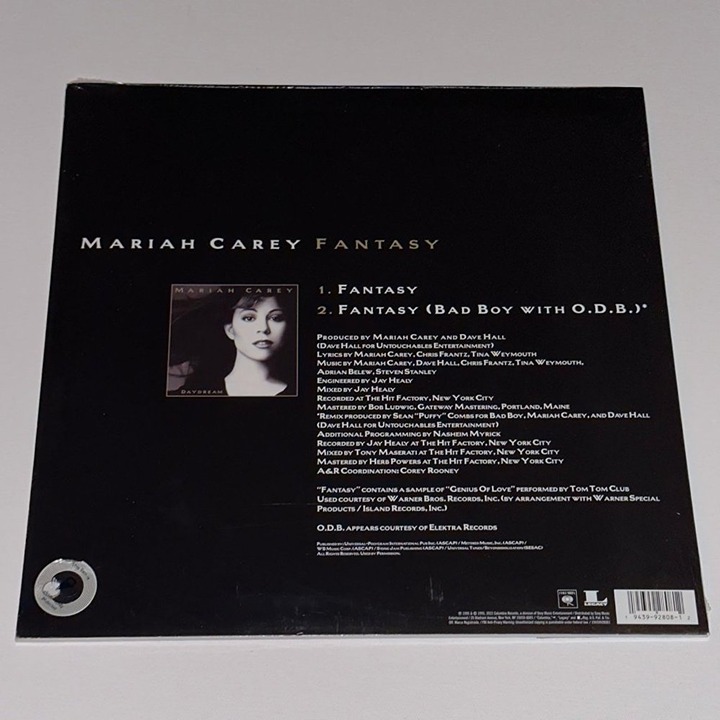 MARIAH CAREY FANTASY
MARIAH CAREY
DAYDREAM
1. FANTASY
2. FANTASY (BAD BOY WITH O.D.B.)*
PRODUCED BY MARIAH CAREY AND DAVE HALL
(DAVE HALL FOR UNTOUCHABLES ENTERTAINMENT)
LYRICS BY MARIAH CAREY, CHRIS FRANTZ, TINA WEYMOUTH
MUSIC BY MARIAH CAREY, DAVE HALL, CHRIS FRANTZ, TINA WEYMOUTH,
ADRIAN BELEW, STEVEN STANLEY
ENGINEERED BY JAY HEALY
MIXED BY JAY HEALY
RECORDED AT THE HIT FACTORY, NEW YORK CITY
MASTERED BY BOB LUDWIG, GATEWAY MASTERING, PORTLAND, MAINE
*REMIX PRODUCED BY SEAN "PUFFY" COMBS FOR BAD BOY, MARIAH CAREY, AND DAVE HALL
(DAVE HALL FOR UNTOUCHABLES ENTERTAINMENT)
ADDITIONAL PROGRAMMING BY NASHEIM MYRICK
RECORDED BY JAY HEALY AT THE HIT FACTORY, NEW YORK CITY
MIXED BY TONY MASERATI AT THE HIT FACTORY, NEW YORK CITY
MASTERED BY HERB POWERS AT THE HIT FACTORY, NEW YORK CITY
A&R COORDINATION: COREY ROONEY
"FANTASY" CONTAINS A SAMPLE OF "GENIUS OF LOVE" PERFORMED BY TOM TOM CLUB
USED COURTESY OF WARNER BROS. RECORDS, INC. (BY ARRANGEMENT WITH WARNER SPECIAL
PRODUCTS / ISLAND RECORDS, INC.)
O.D.B. APPEARS COURTESY OF ELEKTRA RECORDS
ALL RIGHTS RESERVED. USED BY PERMISSION.
LEGACY
1 9439-92808-1